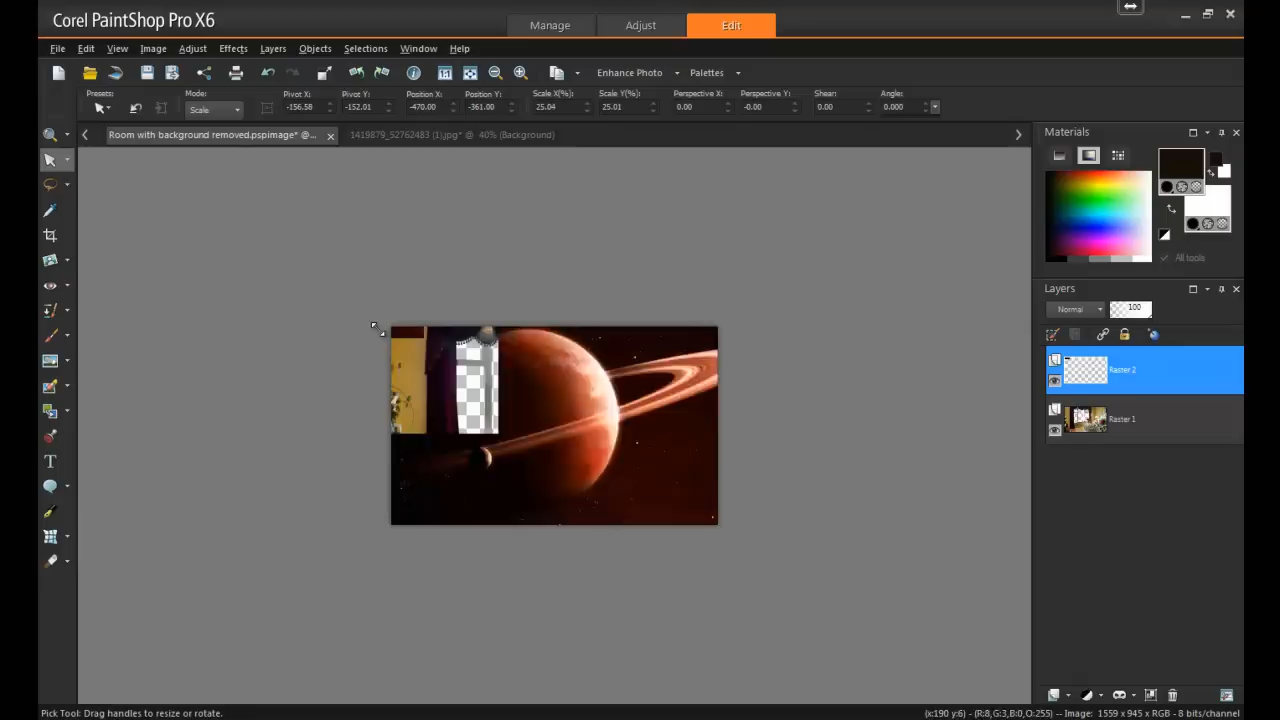 Corel PaintShop Pro X6
Manage
Adjust
Edit
File Edit View Image Adjust Effects Layers Objects Selections Window Help
Enhance Photo
Palettes
Presets: Mode: Pivot X: Pivot Y: Position X: Position Y: Scale X(%): Scale Y(%): Perspective X: Perspective Y: Shear: Angle:
Scale -156.58 -152.01 -470.00 -361.00 25.04 25.01 0.00 -0.00 0.00 0.000
Room with background removed.pspimage* @...
1419879_52762483 (1).jpg* @ 40% (Background)
Materials
All tools
Layers
Normal
100
Raster 2
Raster 1
Pick Tool: Drag handles to resize or rotate.
(x:190 y:6) - (R:8,G:3,B:0,O:255) -- Image: 1559 x 945 x RGB - 8 bits/channel